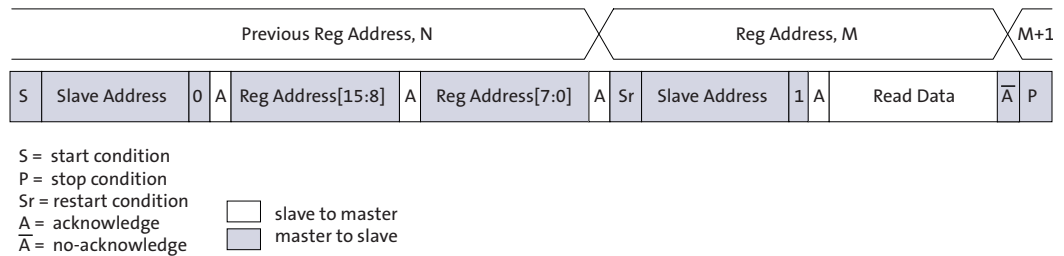 Previous Reg Address, N Reg Address, M M+1
S Slave Address 0 A Reg Address[15:8] A Reg Address[7:0] A Sr Slave Address 1 A Read Data A̅ P
S = start condition
P = stop condition
Sr = restart condition
A = acknowledge
A̅ = no-acknowledge
slave to master
master to slave